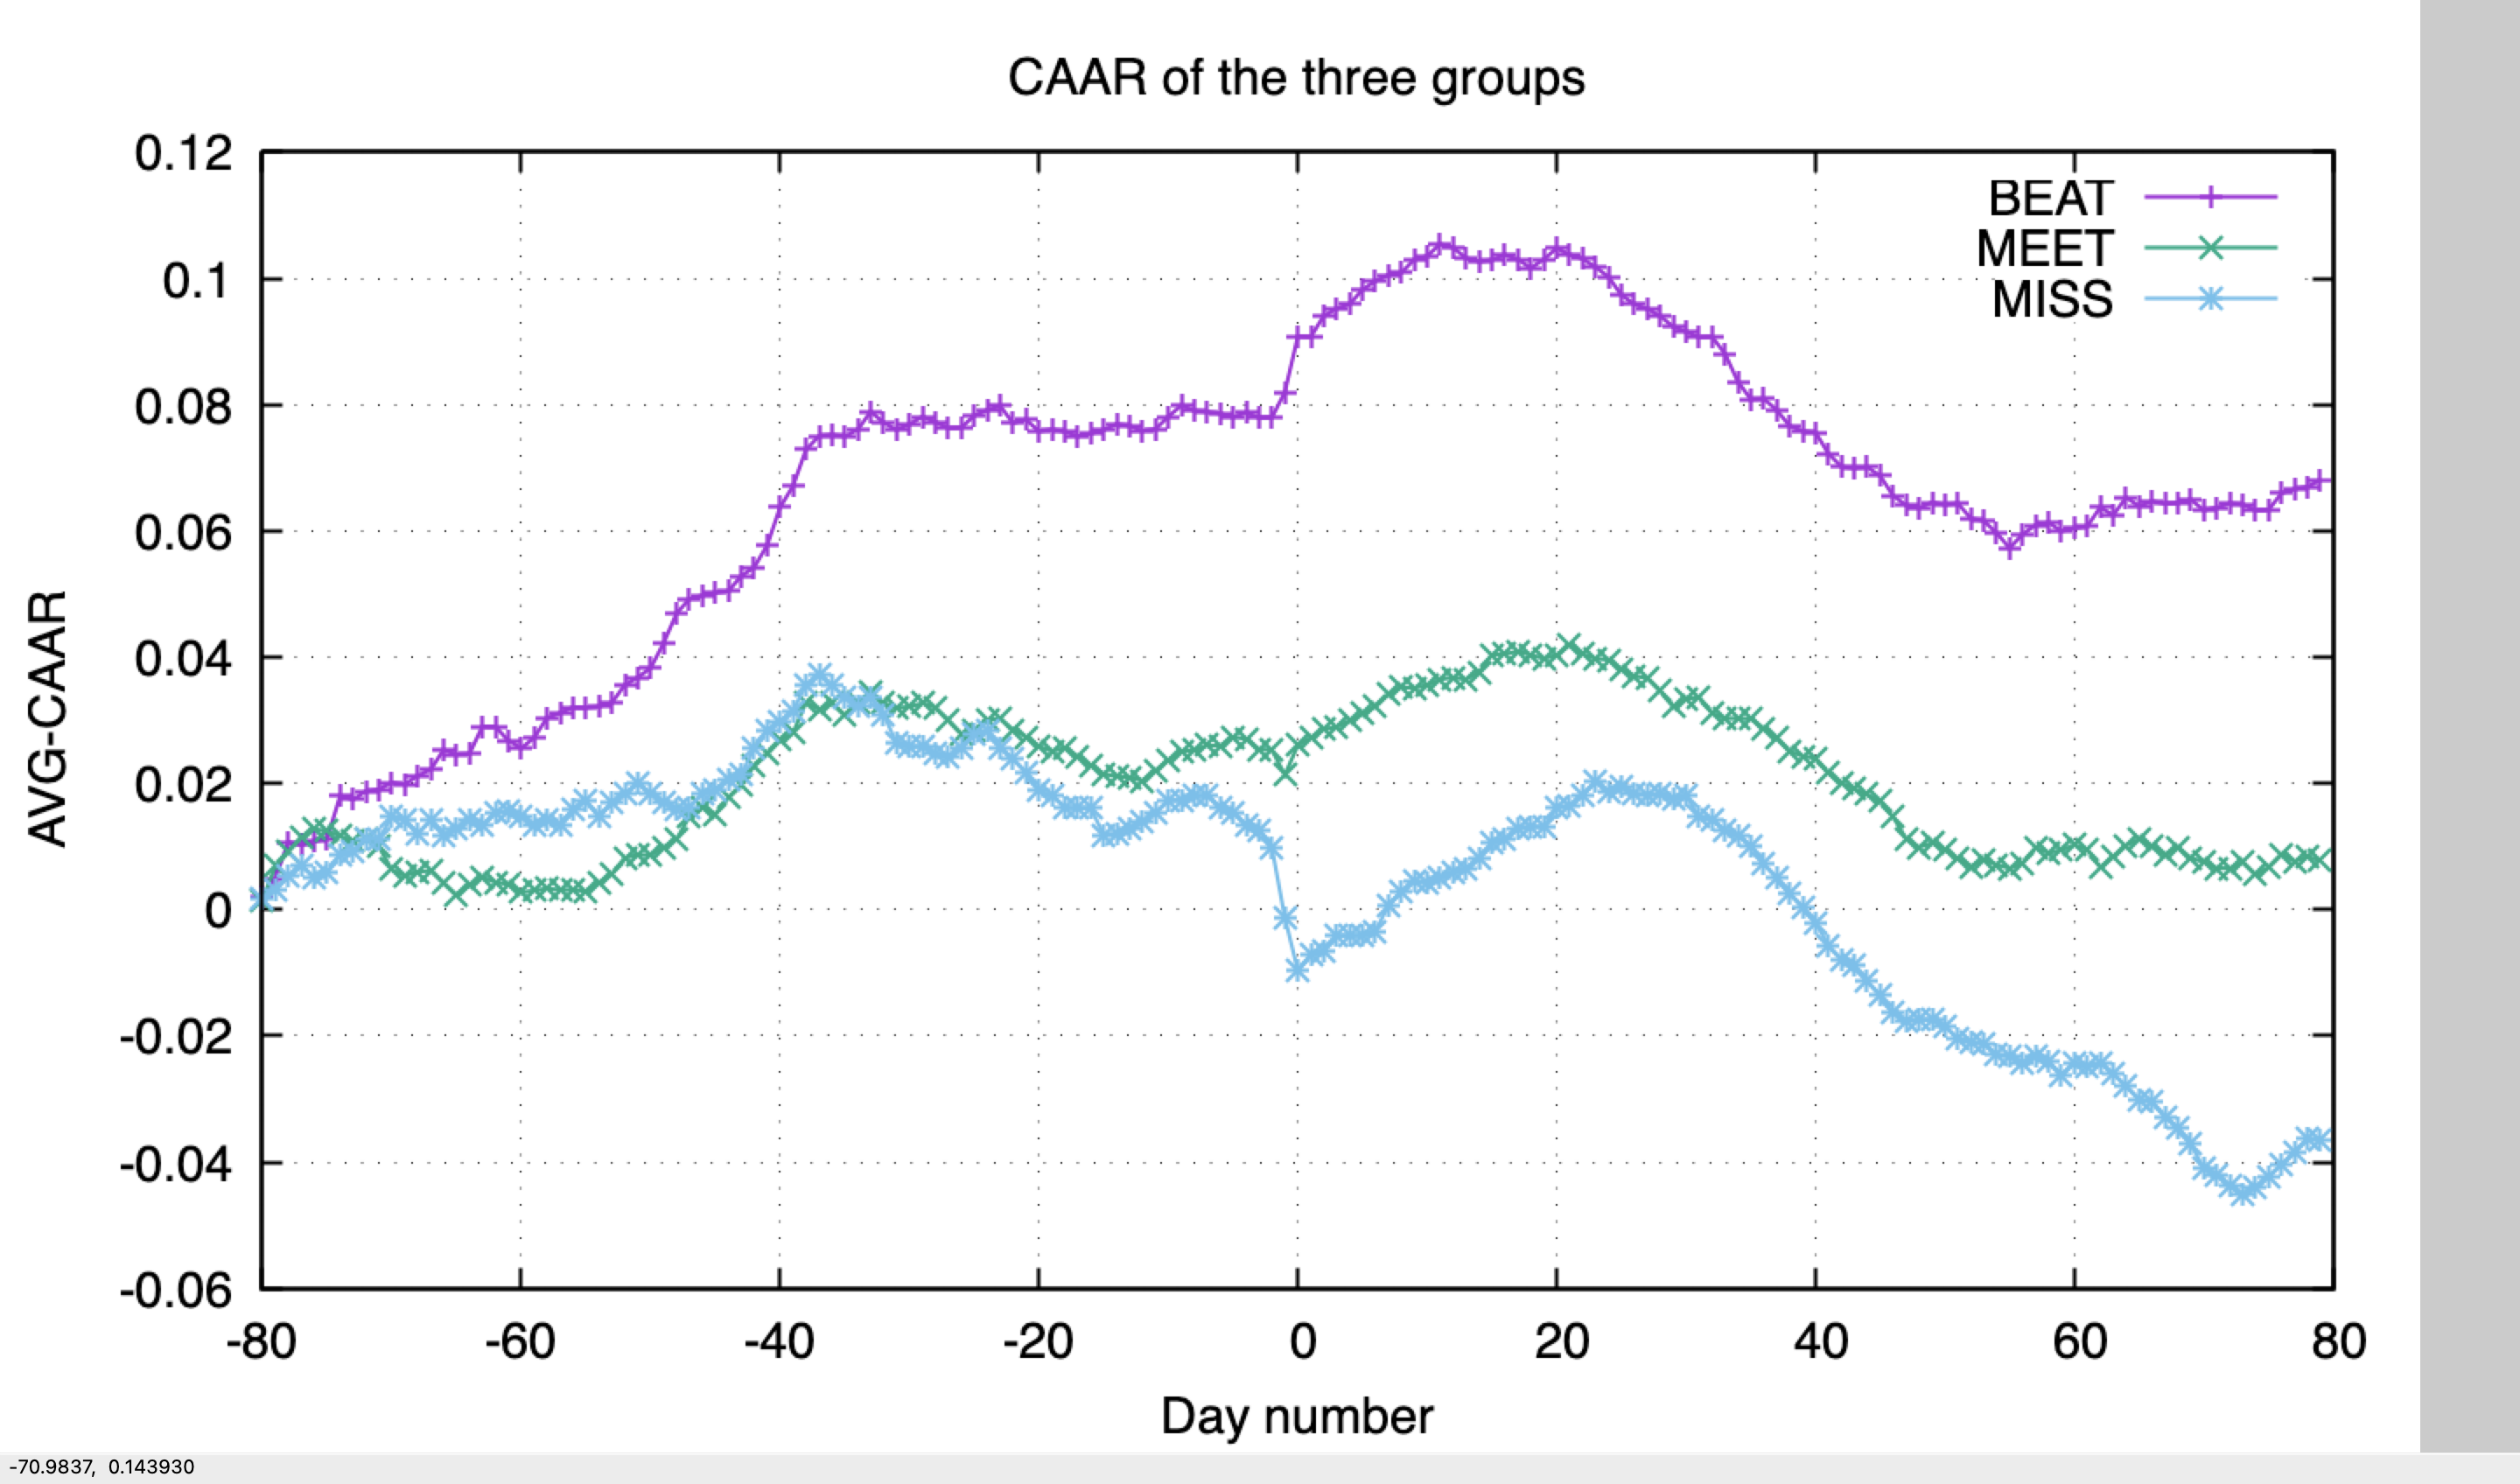 CAAR of the three groups
0.12
0.1
0.08
0.06
0.04
0.02
0
-0.02
-0.04
-0.06
AVG-CAAR
BEAT
MEET
MISS
-80 -60 -40 -20 0 20 40 60 80
Day number
-70.9837, 0.143930